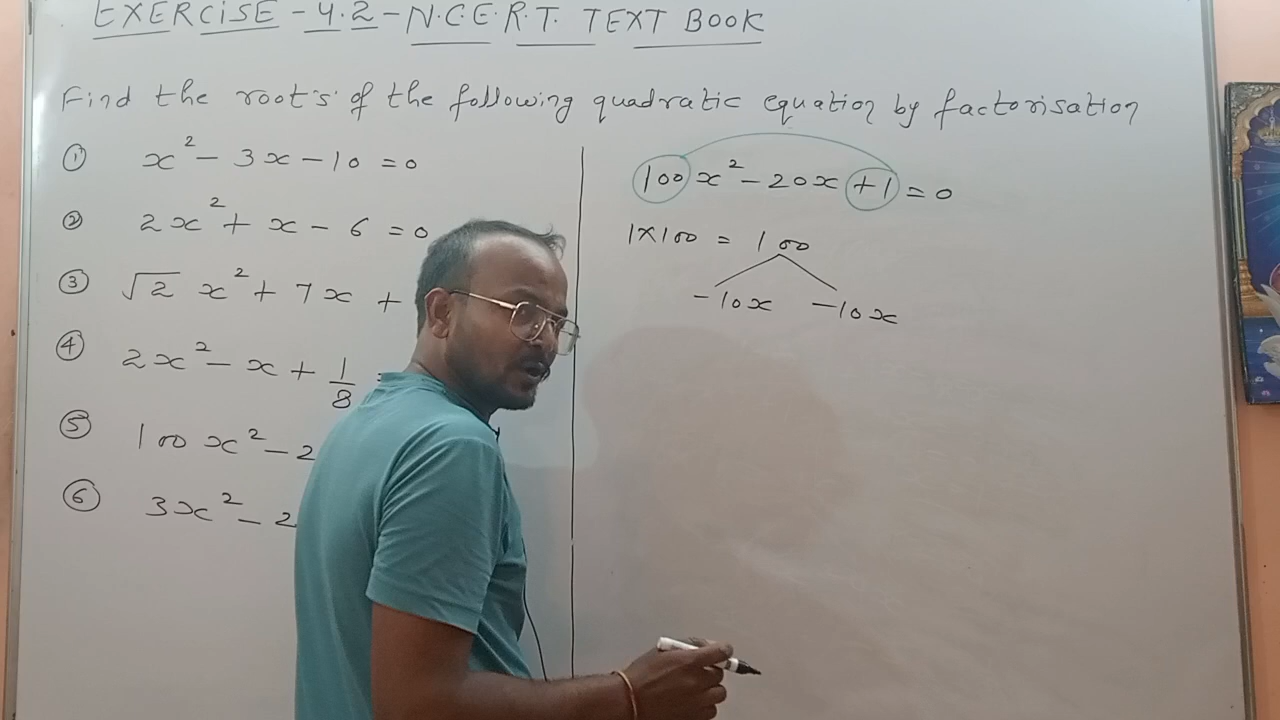 EXERCISE - 4.2 - N.C.E.R.T. TEXT BOOK
Find the root's of the following quadratic equation by factorisation
① x² - 3x - 10 = 0
② 2x² + x - 6 = 0
③ √2 x² + 7x +
④ 2x² - x + 1/8 =
⑤ 100x² - 2
⑥ 3x² - 2
100x² - 20x + 1 = 0
1×100 = 100
-10x -10x